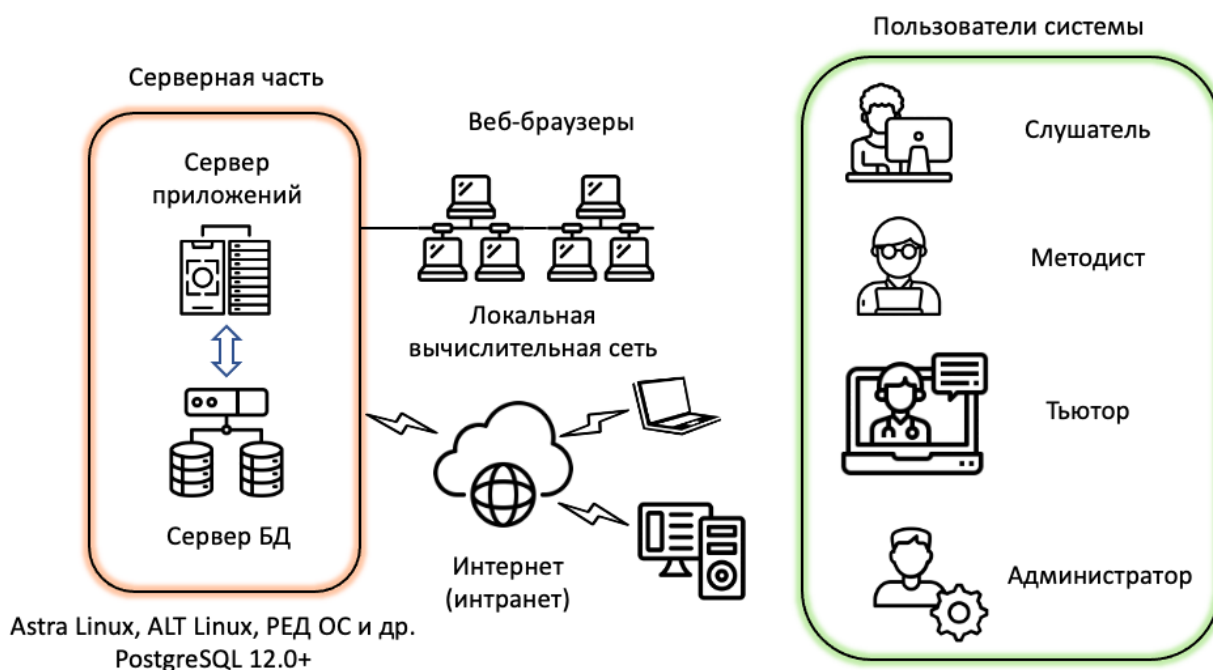 Серверная часть
Сервер
приложений
Сервер БД
Astra Linux, ALT Linux, РЕД ОС и др.
PostgreSQL 12.0+
Веб-браузеры
Локальная
вычислительная сеть
Интернет
(интранет)
Пользователи системы
Слушатель
Методист
Тьютор
Администратор